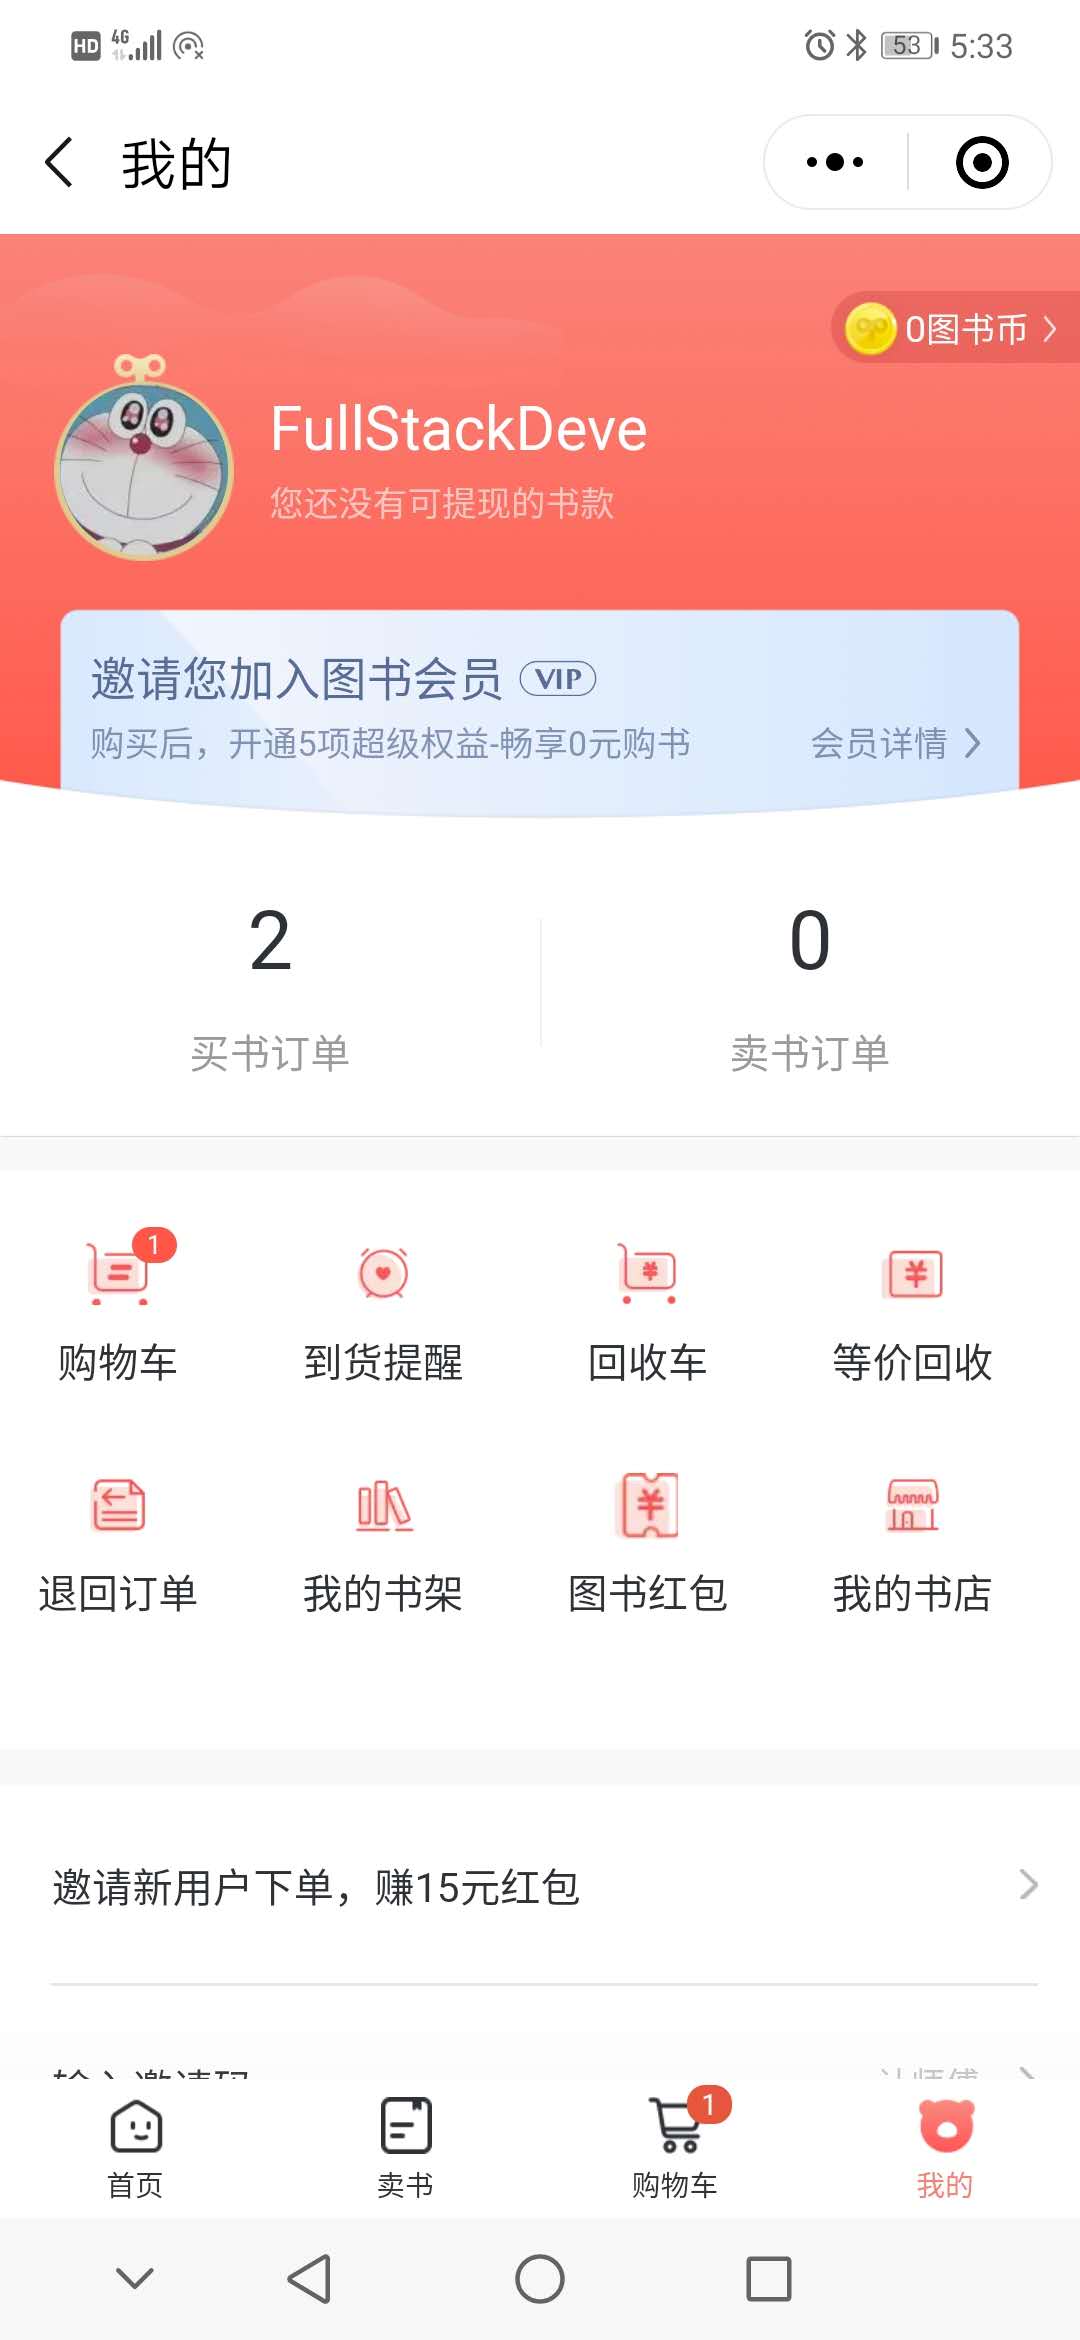 HD 4G 53 5:33
我的
0图书币
FullStackDeve
您还没有可提现的书款
邀请您加入图书会员 VIP
购买后，开通5项超级权益-畅享0元购书 会员详情
2 0
买书订单 卖书订单
1
购物车 到货提醒 回收车 等价回收
退回订单 我的书架 图书红包 我的书店
邀请新用户下单，赚15元红包
1
首页 卖书 购物车 我的